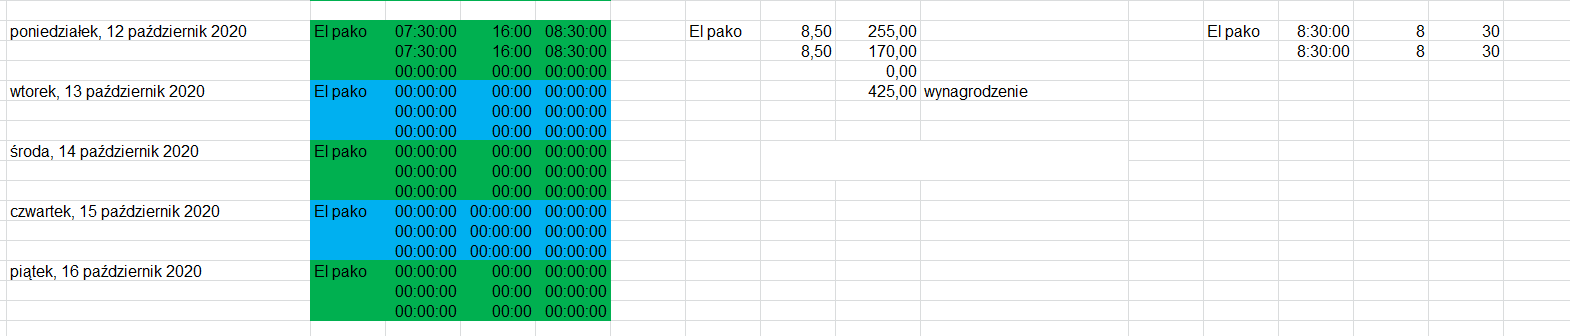 poniedziałek, 12 październik 2020 El pako 07:30:00 16:00 08:30:00 El pako 8,50 255,00 El pako 8:30:00 8 30
07:30:00 16:00 08:30:00 8,50 170,00 8:30:00 8 30
00:00:00 00:00 00:00:00 0,00
wtorek, 13 październik 2020 El pako 00:00:00 00:00 00:00:00 425,00 wynagrodzenie
00:00:00 00:00 00:00:00
00:00:00 00:00 00:00:00
środa, 14 październik 2020 El pako 00:00:00 00:00 00:00:00
00:00:00 00:00 00:00:00
00:00:00 00:00 00:00:00
czwartek, 15 październik 2020 El pako 00:00:00 00:00:00 00:00:00
00:00:00 00:00:00 00:00:00
00:00:00 00:00:00 00:00:00
piątek, 16 październik 2020 El pako 00:00:00 00:00 00:00:00
00:00:00 00:00 00:00:00
00:00:00 00:00 00:00:00